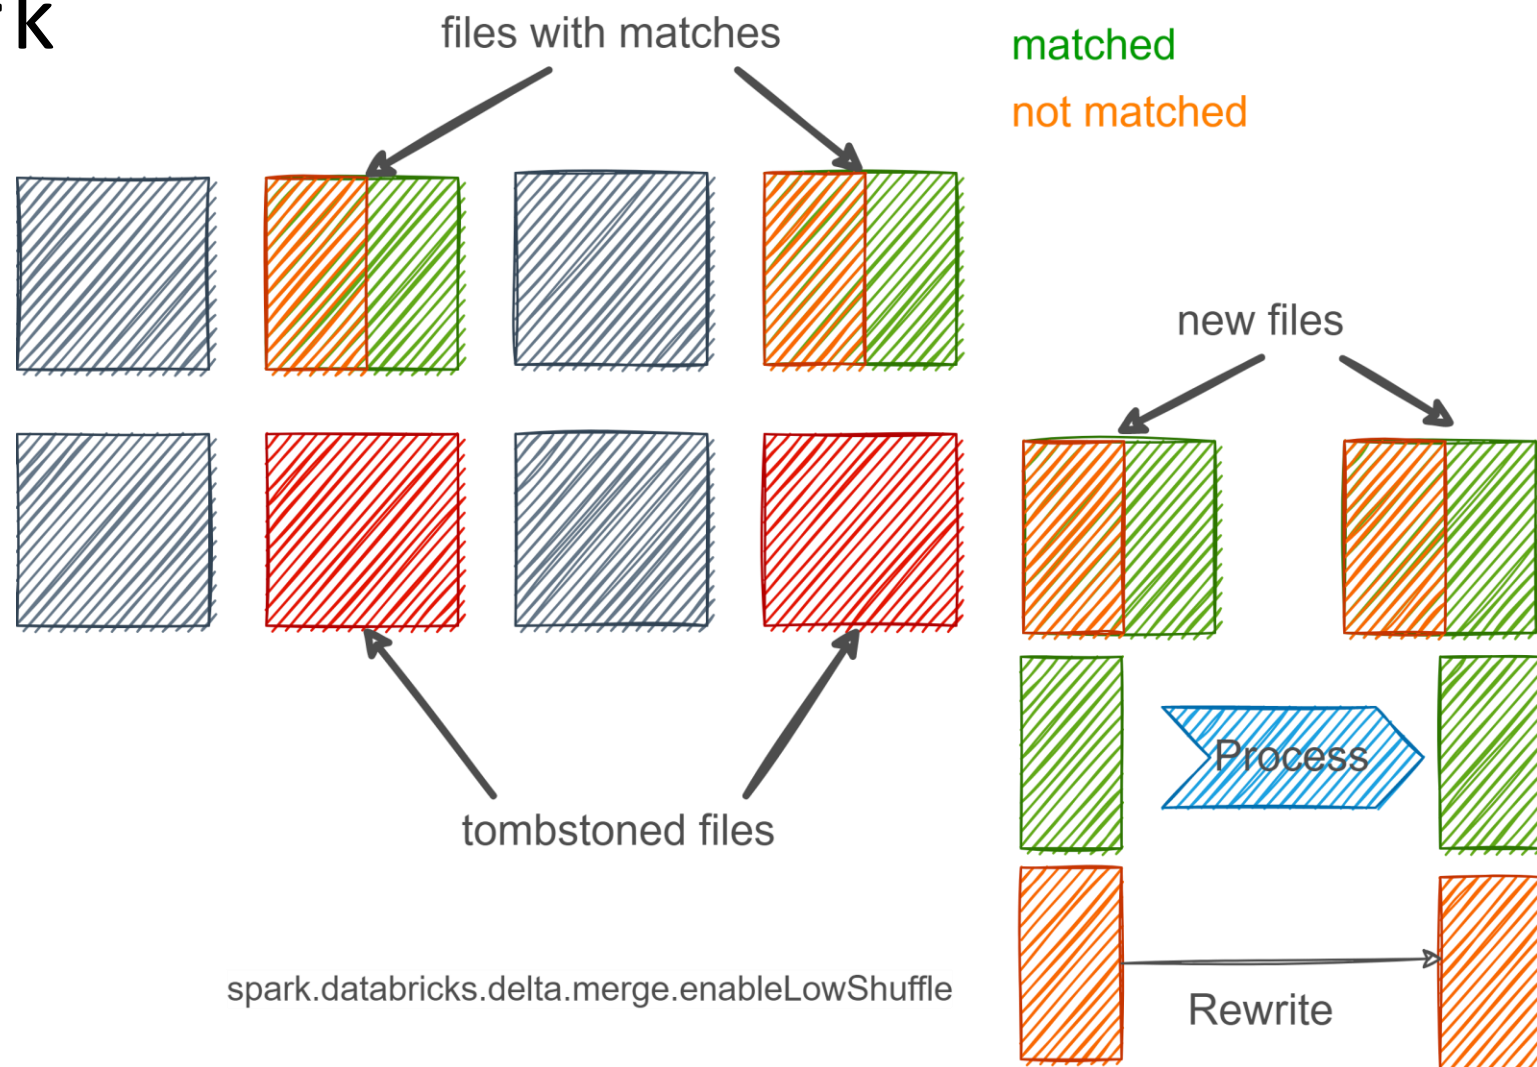 k
files with matches
matched
not matched
new files
Process
tombstoned files
spark.databricks.delta.merge.enableLowShuffle
Rewrite